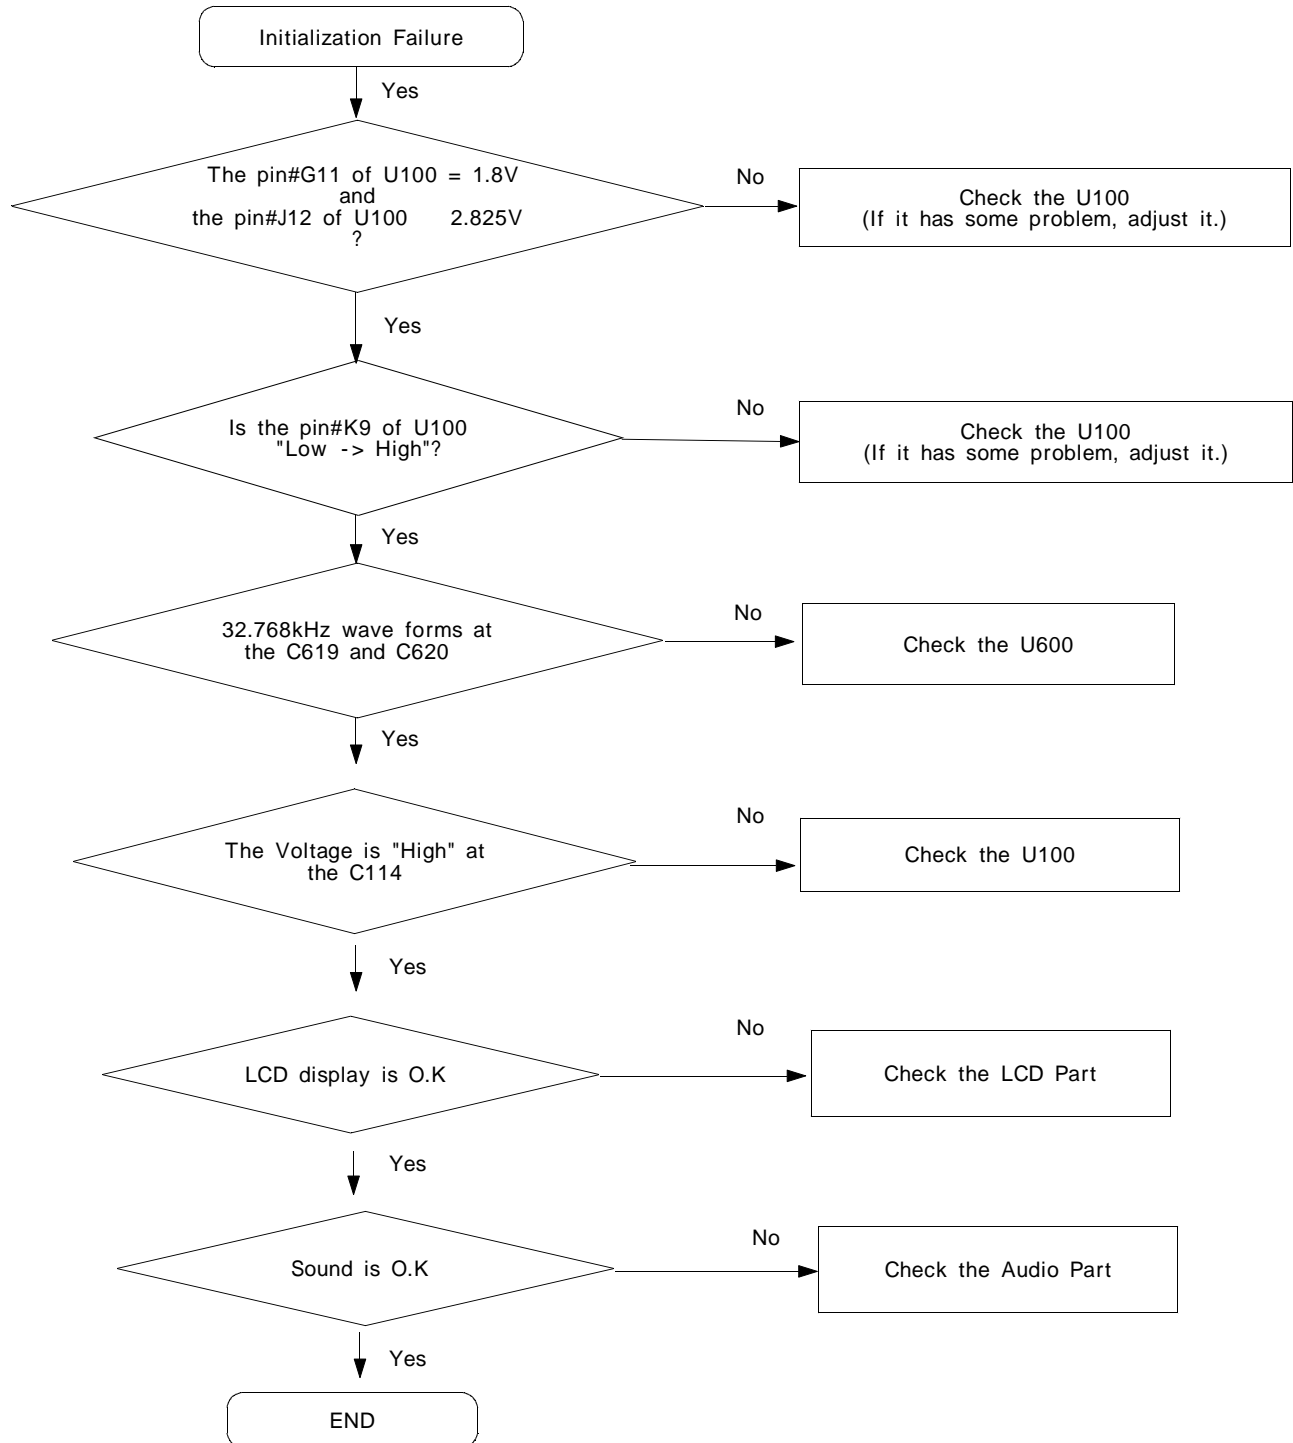 Initialization Failure
Yes
The pin#G11 of U100 = 1.8V
and
the pin#J12 of U100 2.825V
?
No
Check the U100
(If it has some problem, adjust it.)
Yes
Is the pin#K9 of U100
"Low -> High"?
No
Check the U100
(If it has some problem, adjust it.)
Yes
32.768kHz wave forms at
the C619 and C620
No
Check the U600
Yes
The Voltage is "High" at
the C114
No
Check the U100
Yes
LCD display is O.K
No
Check the LCD Part
Yes
Sound is O.K
No
Check the Audio Part
Yes
END